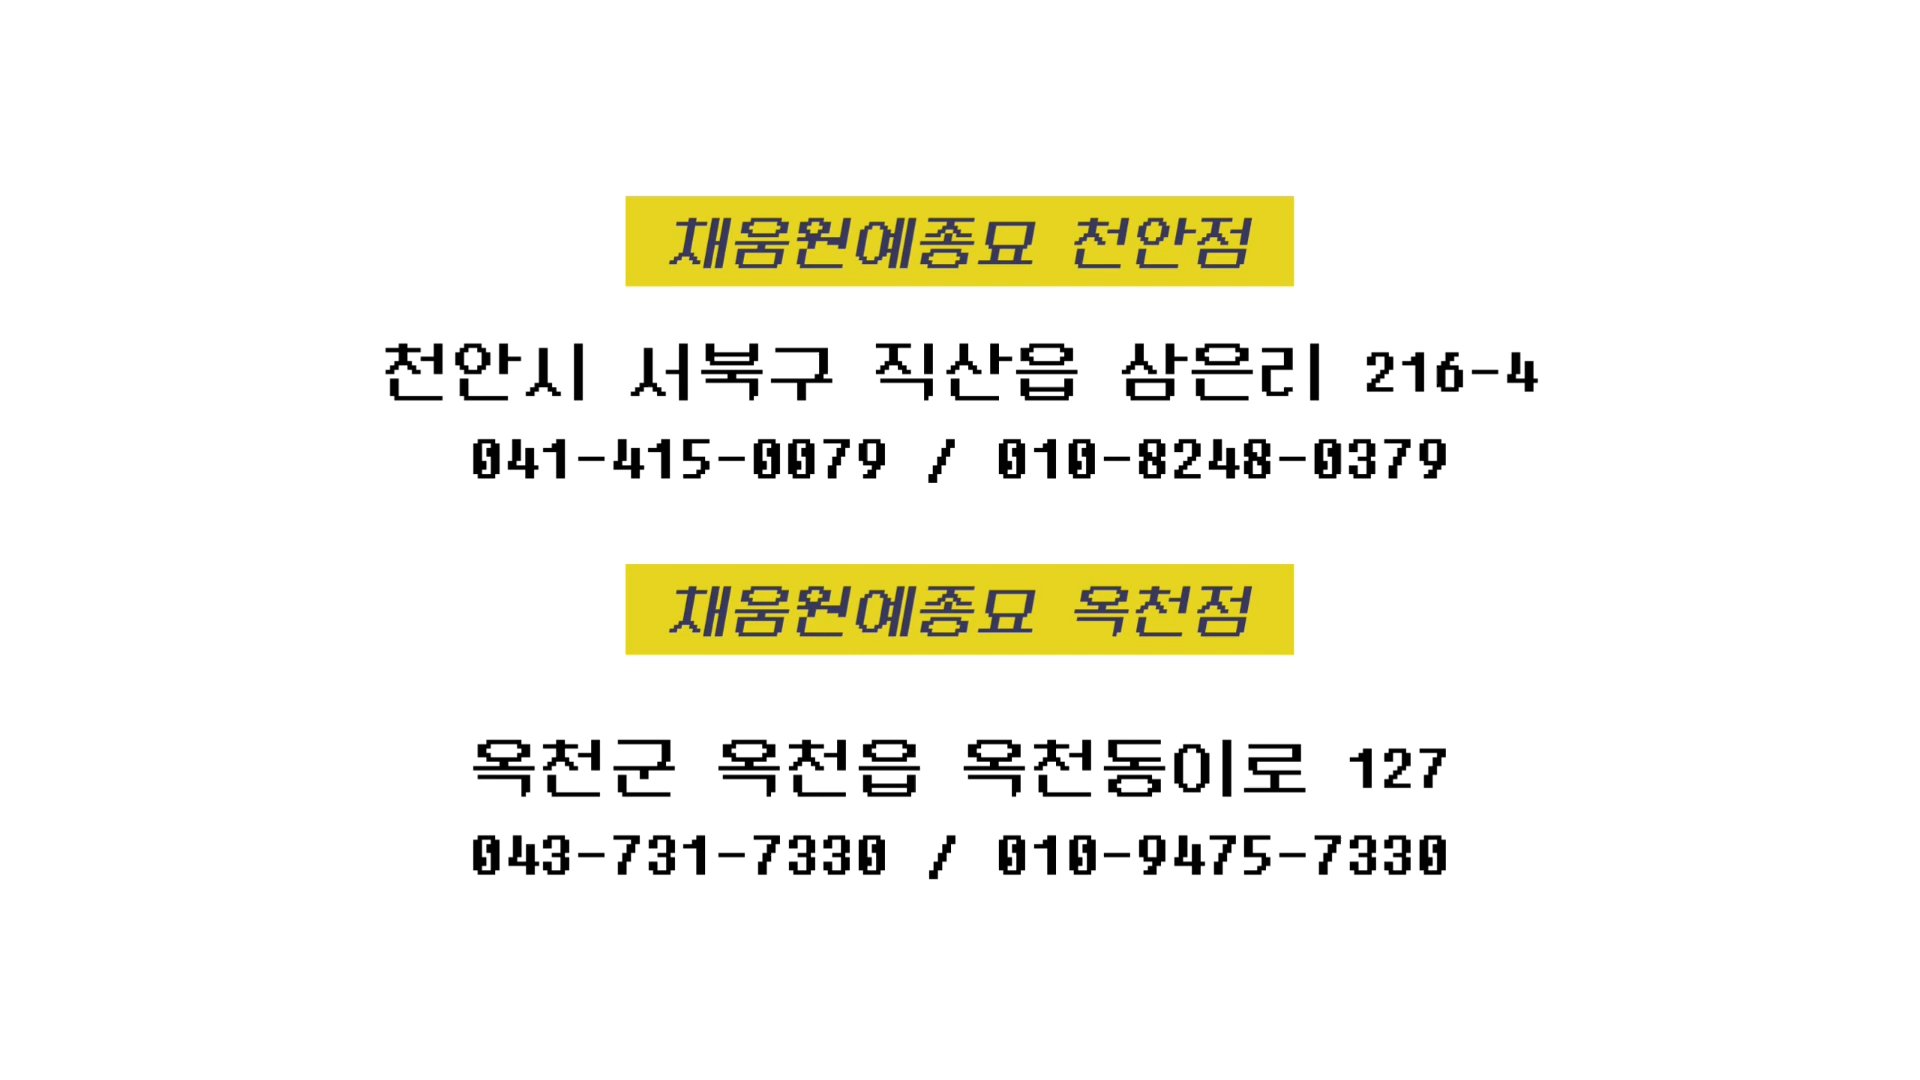 채움원예종묘 천안점
천안시 서북구 직산읍 삼은리 216-4
041-415-0079 / 010-8248-0379
채움원예종묘 옥천점
옥천군 옥천읍 옥천동이로 127
043-731-7330 / 010-9475-7330